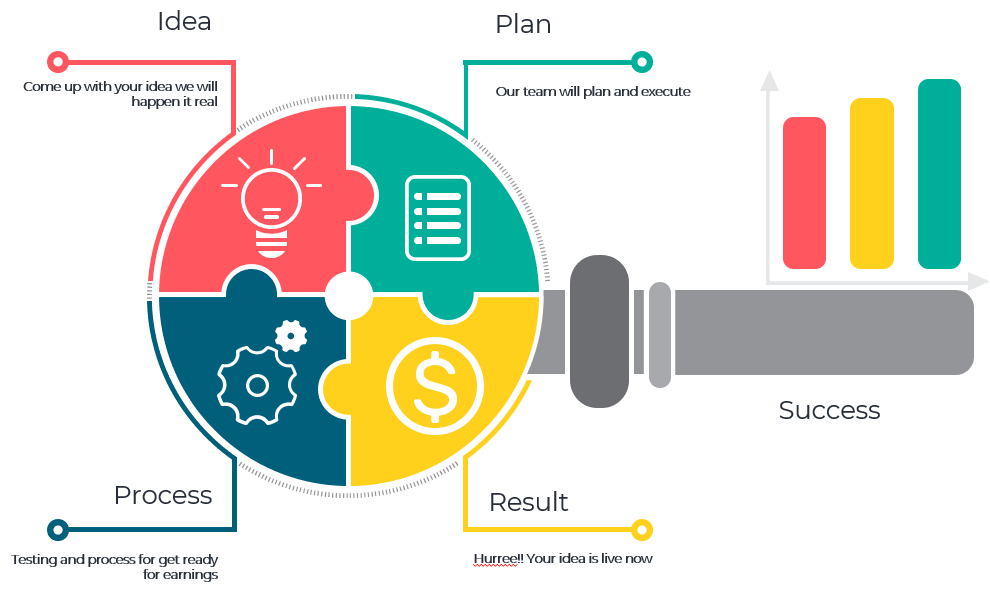 Idea
Come up with your idea we will
happen it real
Plan
Our team will plan and execute
Success
Process
Testing and process for get ready
for earnings
Result
Hurree!! Your idea is live now